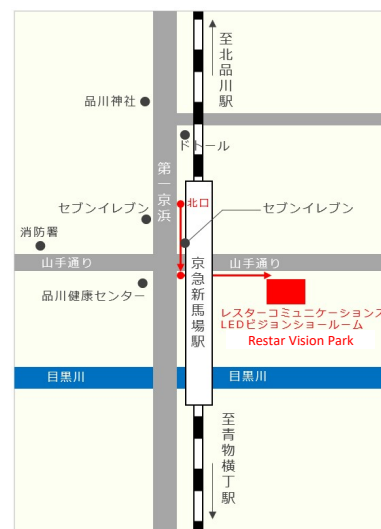 至北品川駅
品川神社
ドトール
第一京浜
北口
セブンイレブン
セブンイレブン
消防署
山手通り
山手通り
京急新馬場駅
品川健康センター
レスターコミュニケーションズ
LEDビジョンショールーム
Restar Vision Park
目黒川
目黒川
至青物横丁駅